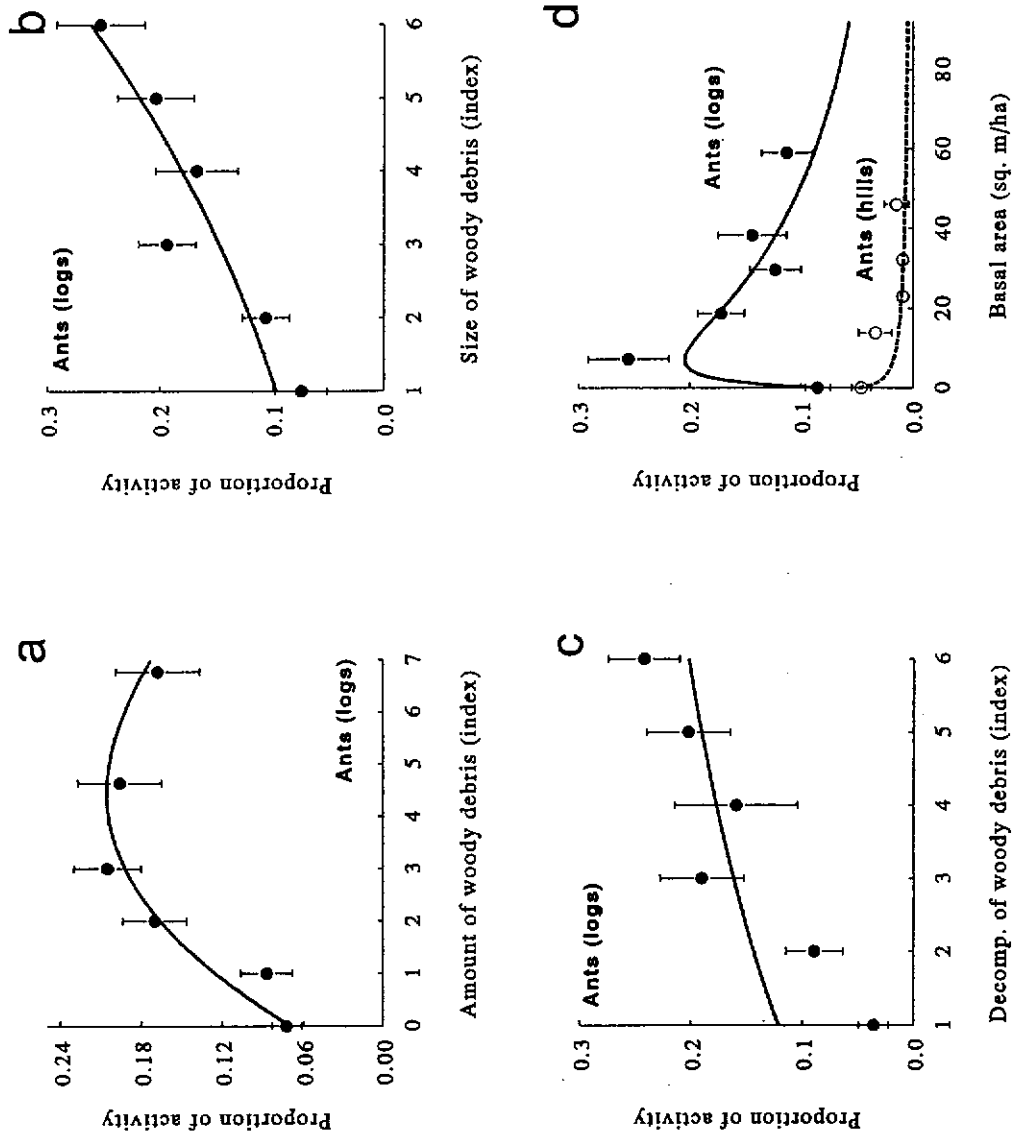 a
0.24
0.18
0.12
0.06
0.00
Proportion of activity
Ants (logs)
0 1 2 3 4 5 6 7
Amount of woody debris (index)
b
0.3
0.2
0.1
0.0
Proportion of activity
Ants (logs)
1 2 3 4 5 6
Size of woody debris (index)
c
0.3
0.2
0.1
0.0
Proportion of activity
Ants (logs)
1 2 3 4 5 6
Decomp. of woody debris (index)
d
0.3
0.2
0.1
0.0
Proportion of activity
Ants (logs)
Ants (hills)
0 20 40 60 80
Basal area (sq. m/ha)